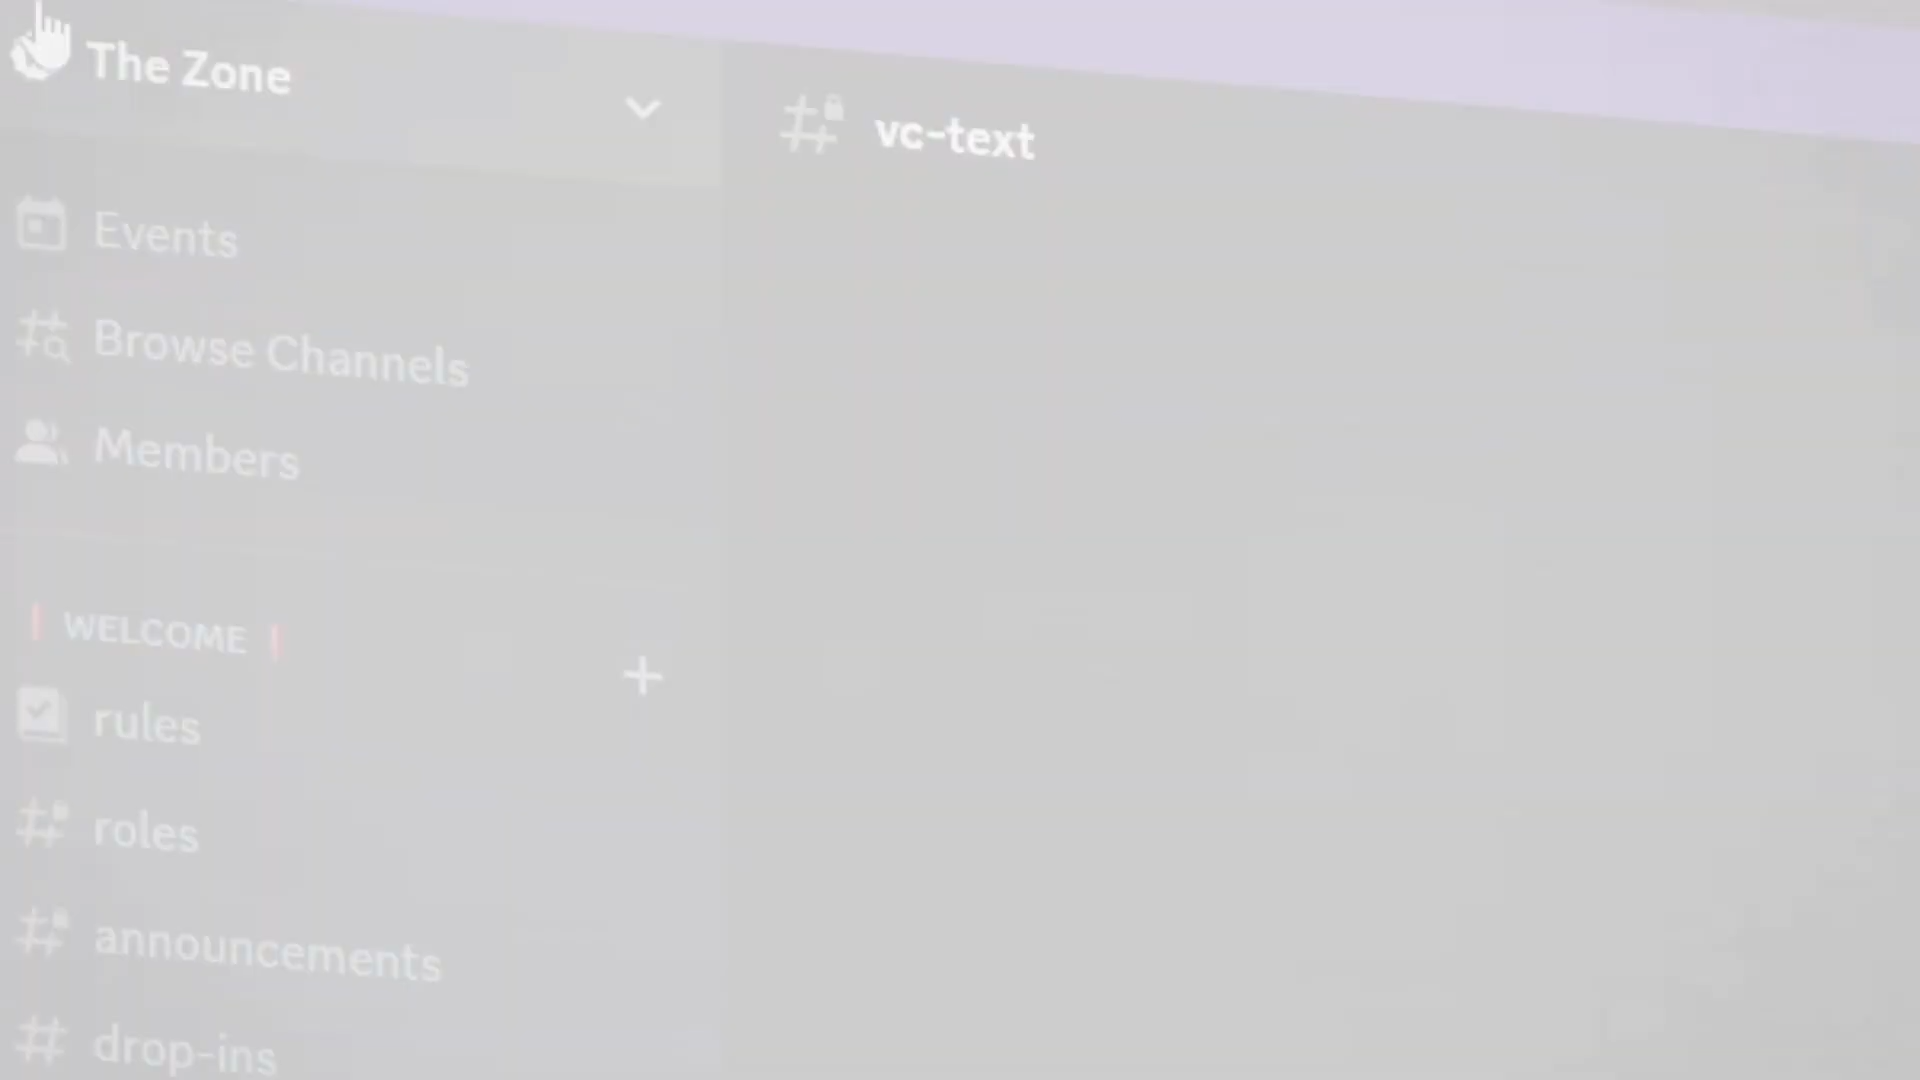 The Zone
vc-text
Events
Browse Channels
Members
❗ WELCOME ❗
rules
roles
announcements
drop-ins